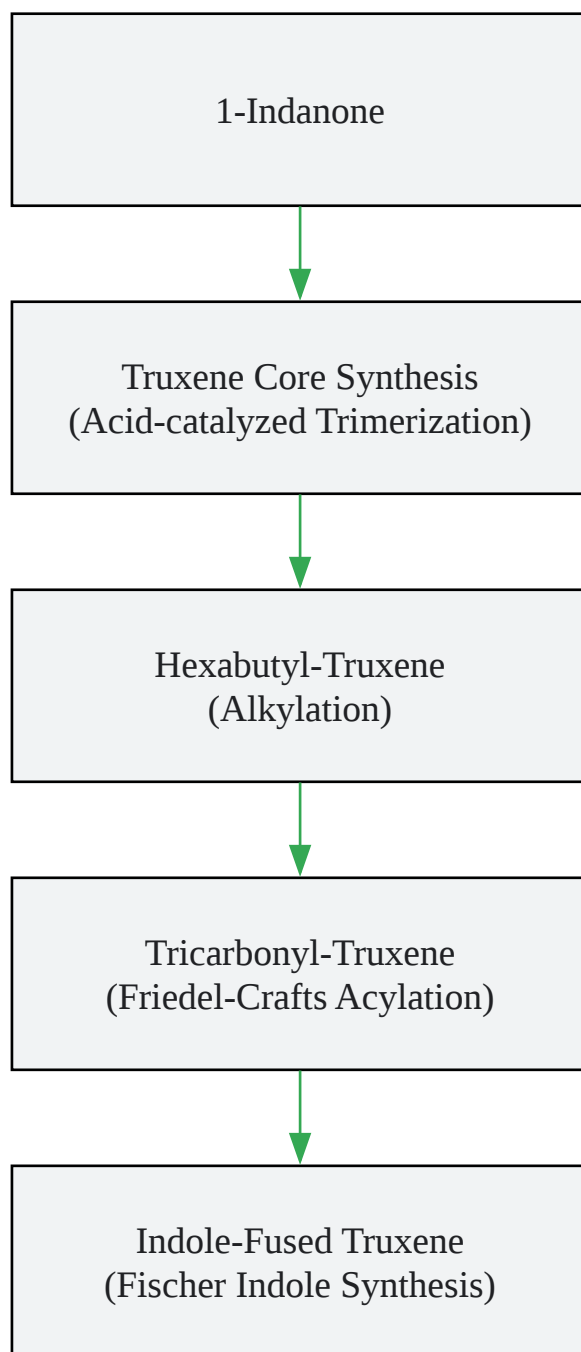 1-Indanone
Truxene Core Synthesis
(Acid-catalyzed Trimerization)
Hexabutyl-Truxene
(Alkylation)
Tricarbonyl-Truxene
(Friedel-Crafts Acylation)
Indole-Fused Truxene
(Fischer Indole Synthesis)